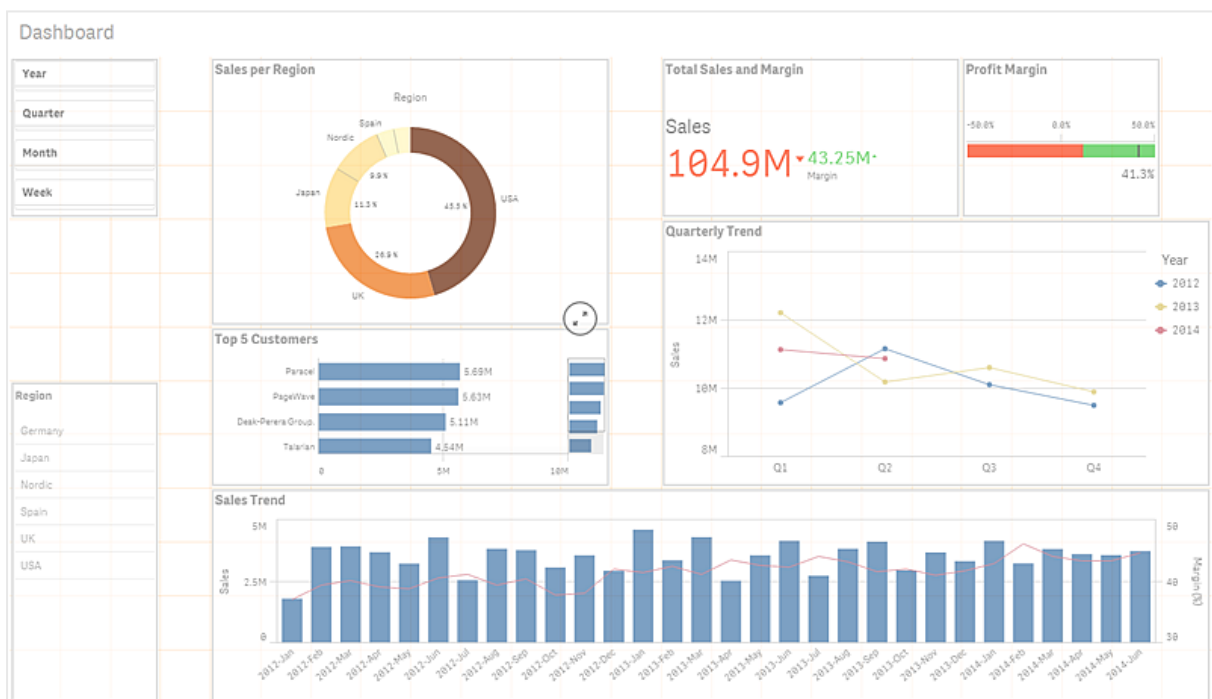 Dashboard
Year
Quarter
Month
Week
Region
Germany
Japan
Nordic
Spain
UK
USA
Sales per Region
Region
Spain
Nordic
Japan
UK
USA
9.9%
11.3%
26.9%
45.5%
Top 5 Customers
Paracel
5.69M
PageWave
5.63M
Deak-Perera Group.
5.11M
Talarian
4.54M
0
5M
10M
Total Sales and Margin
Sales
104.9M
43.25M
Margin
Profit Margin
-50.0%
0.0%
50.0%
41.3%
Quarterly Trend
14M
12M
10M
8M
Sales
Q1
Q2
Q3
Q4
Year
2012
2013
2014
Sales Trend
5M
2.5M
0
Sales
50
40
30
Margin (%)
2012-Jan
2012-Feb
2012-Mar
2012-Apr
2012-May
2012-Jun
2012-Jul
2012-Aug
2012-Sep
2012-Oct
2012-Nov
2012-Dec
2013-Jan
2013-Feb
2013-Mar
2013-Apr
2013-May
2013-Jun
2013-Jul
2013-Aug
2013-Sep
2013-Oct
2013-Nov
2013-Dec
2014-Jan
2014-Feb
2014-Mar
2014-Apr
2014-May
2014-Jun